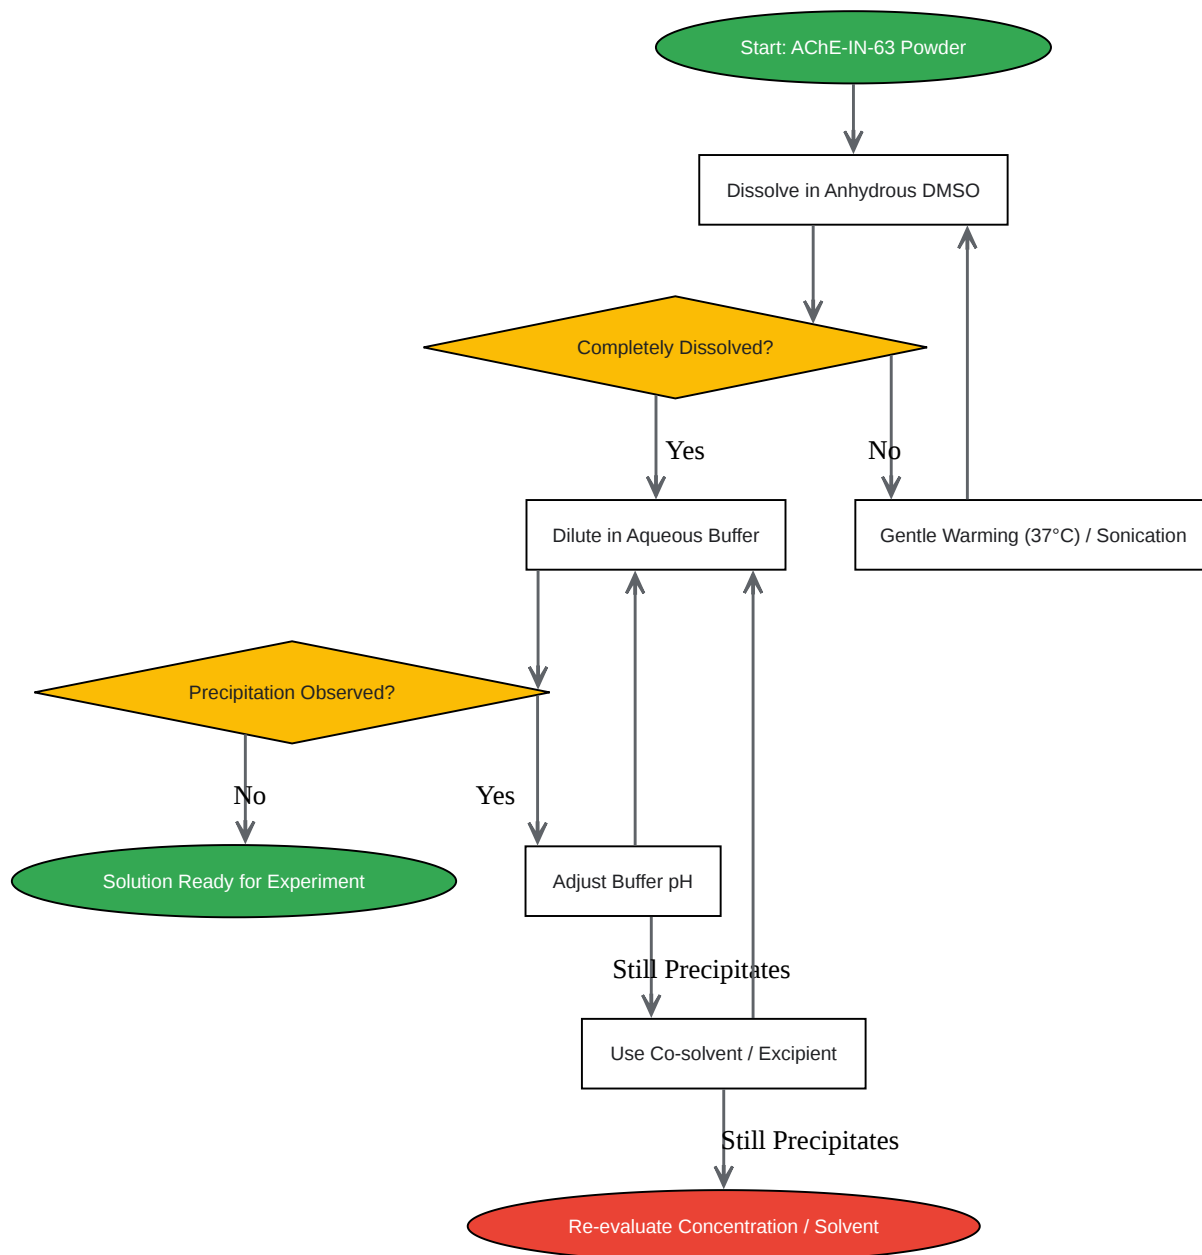 Start: AChE-IN-63 Powder
Dissolve in Anhydrous DMSO
Completely Dissolved?
Yes
No
Dilute in Aqueous Buffer
Gentle Warming (37°C) / Sonication
Precipitation Observed?
No
Yes
Solution Ready for Experiment
Adjust Buffer pH
Still Precipitates
Use Co-solvent / Excipient
Still Precipitates
Re-evaluate Concentration / Solvent